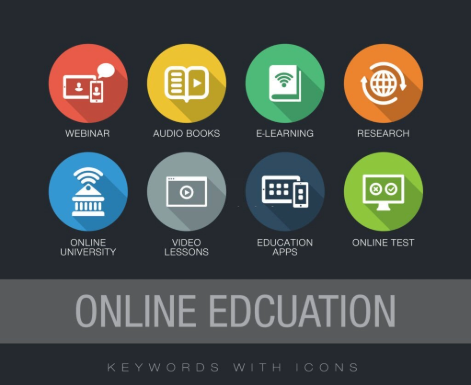 WEBINAR
AUDIO BOOKS
E-LEARNING
RESEARCH
ONLINE
UNIVERSITY
VIDEO
LESSONS
EDUCATION
APPS
ONLINE TEST
ONLINE EDCUATION
KEYWORDS WITH ICONS